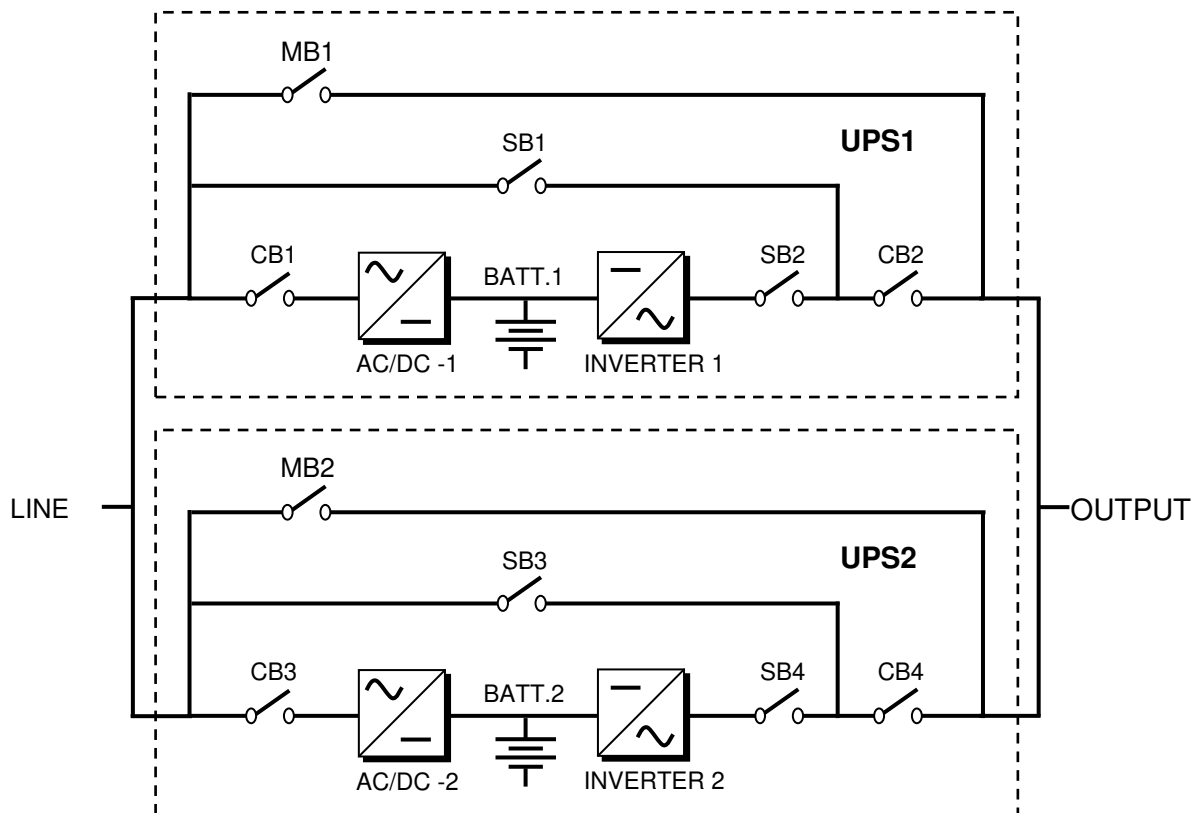 MB1
SB1
UPS1
CB1
BATT.1
SB2
CB2
AC/DC -1
INVERTER 1
MB2
LINE
OUTPUT
SB3
UPS2
CB3
BATT.2
SB4
CB4
AC/DC -2
INVERTER 2